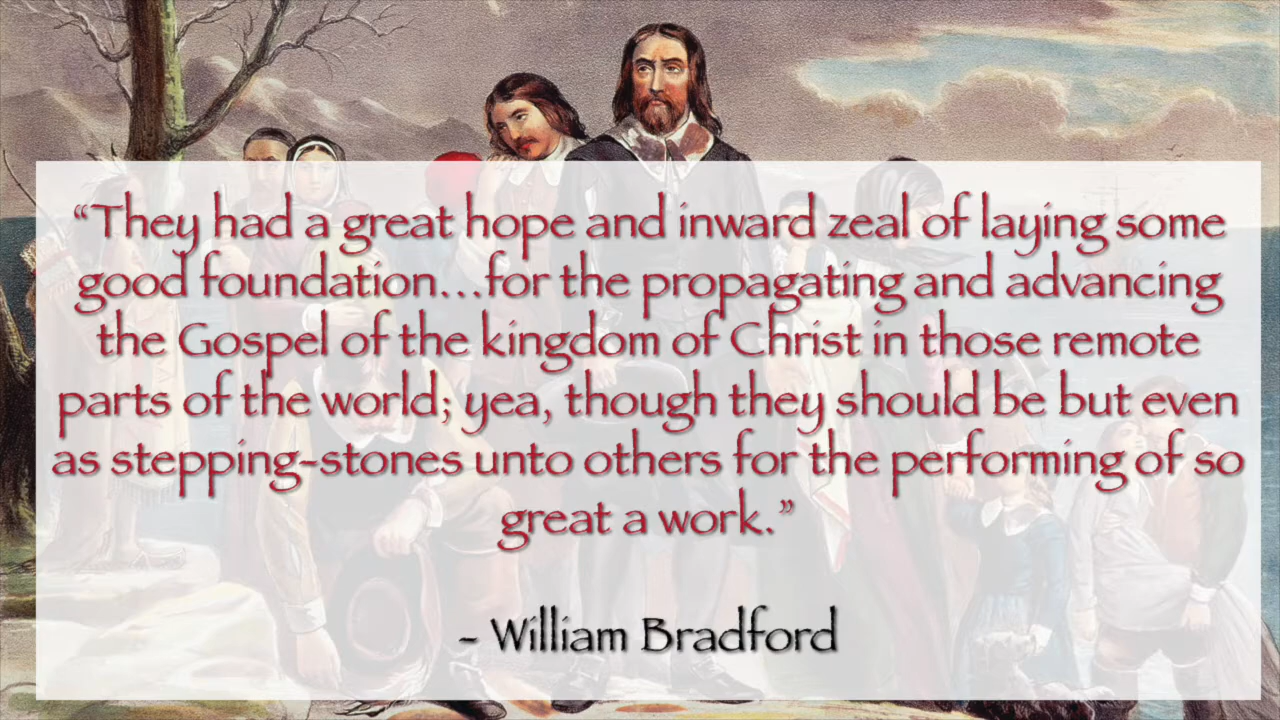 “They had a great hope and inward zeal of laying some
good foundation...for the propagating and advancing
the Gospel of the kingdom of Christ in those remote
parts of the world; yea, though they should be but even
as stepping-stones unto others for the performing of so
great a work.”
- William Bradford